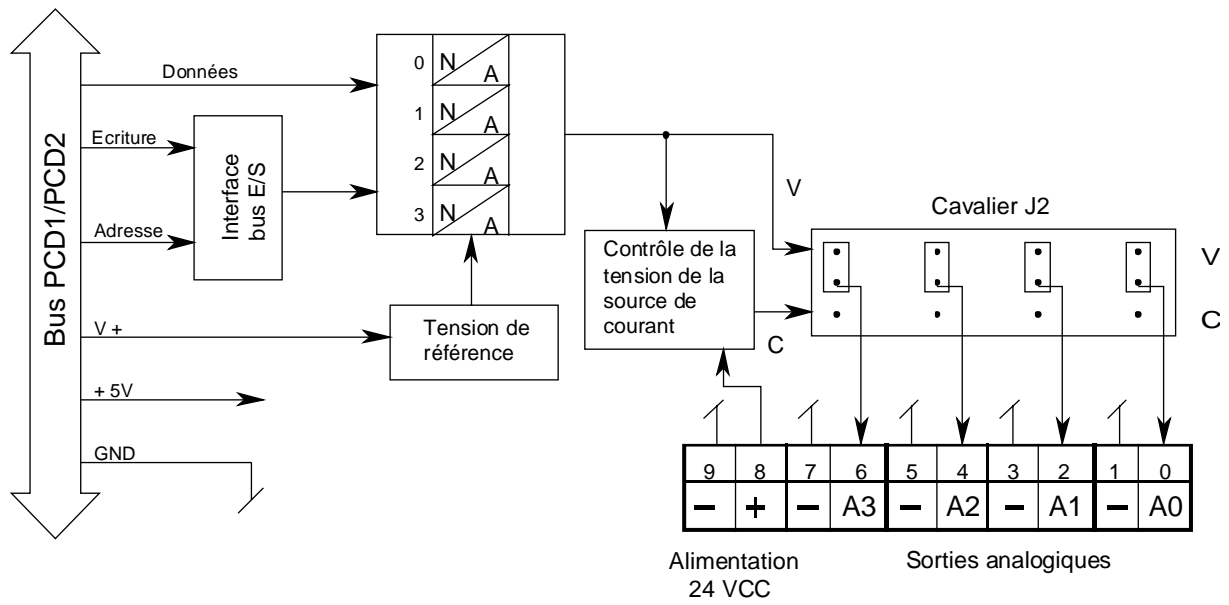 Bus PCD1/PCD2
Données
Ecriture
Adresse
V +
+ 5V
GND
Interface
bus E/S
0 N A
1 N A
2 N A
3 N A
Tension de
référence
V
Contrôle de la
tension de la
source de
courant
C
Cavalier J2
V
C
9 8 7 6 5 4 3 2 1 0
− + − A3 − A2 − A1 − A0
Alimentation
24 VCC
Sorties analogiques